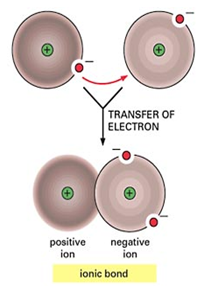 TRANSFER OF
ELECTRON
positive
ion
negative
ion
ionic bond